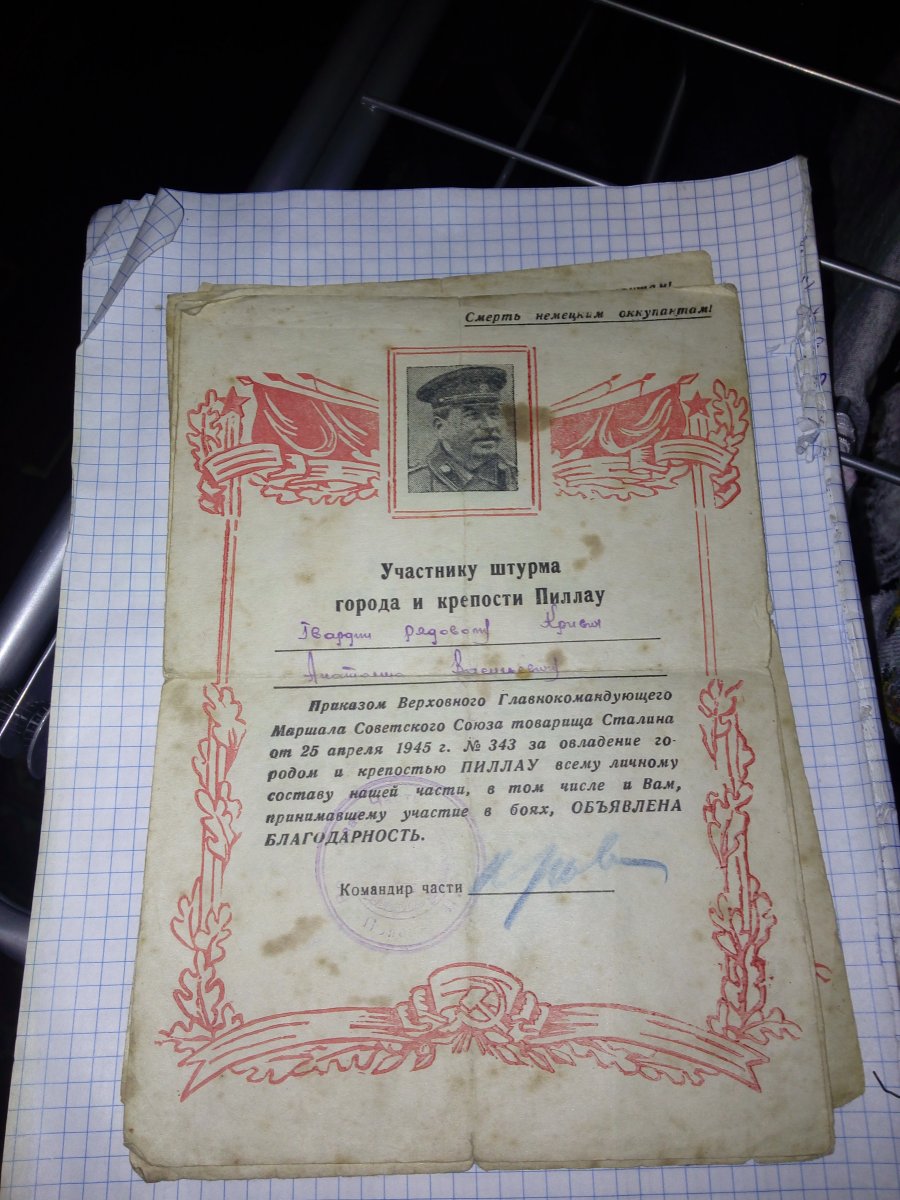 Смерть немецким оккупантам!
Участнику штурма
города и крепости Пиллау
Гвардии рядовому
Анатолию Васильевичу
Приказом Верховного Главнокомандующего
Маршала Советского Союза товарища Сталина
от 25 апреля 1945 г. № 343 за овладение го-
родом и крепостью ПИЛЛАУ всему личному
составу нашей части, в том числе и Вам,
принимавшему участие в боях, ОБЪЯВЛЕНА
БЛАГОДАРНОСТЬ.
Командир части